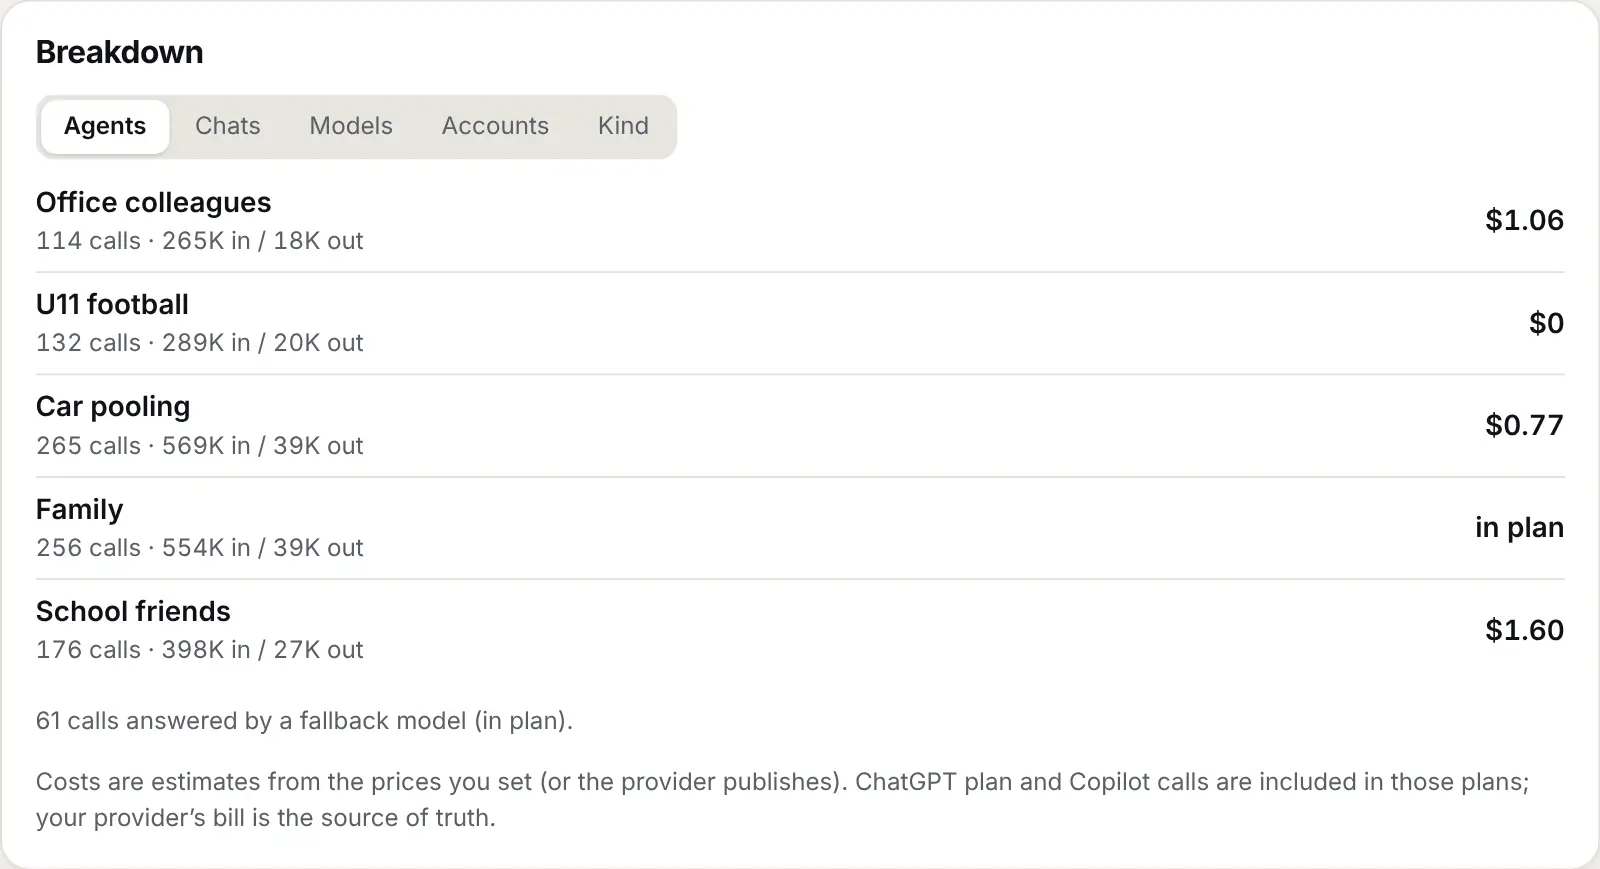 Breakdown
Agents Chats Models Accounts Kind
Office colleagues
114 calls · 265K in / 18K out
$1.06
U11 football
132 calls · 289K in / 20K out
$0
Car pooling
265 calls · 569K in / 39K out
$0.77
Family
256 calls · 554K in / 39K out
in plan
School friends
176 calls · 398K in / 27K out
$1.60
61 calls answered by a fallback model (in plan).
Costs are estimates from the prices you set (or the provider publishes). ChatGPT plan and Copilot calls are included in those plans;
your provider’s bill is the source of truth.